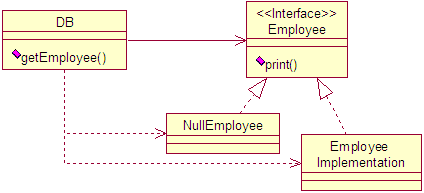 DB
getEmployee()
<<Interface>>
Employee
print()
NullEmployee
Employee
Implementation